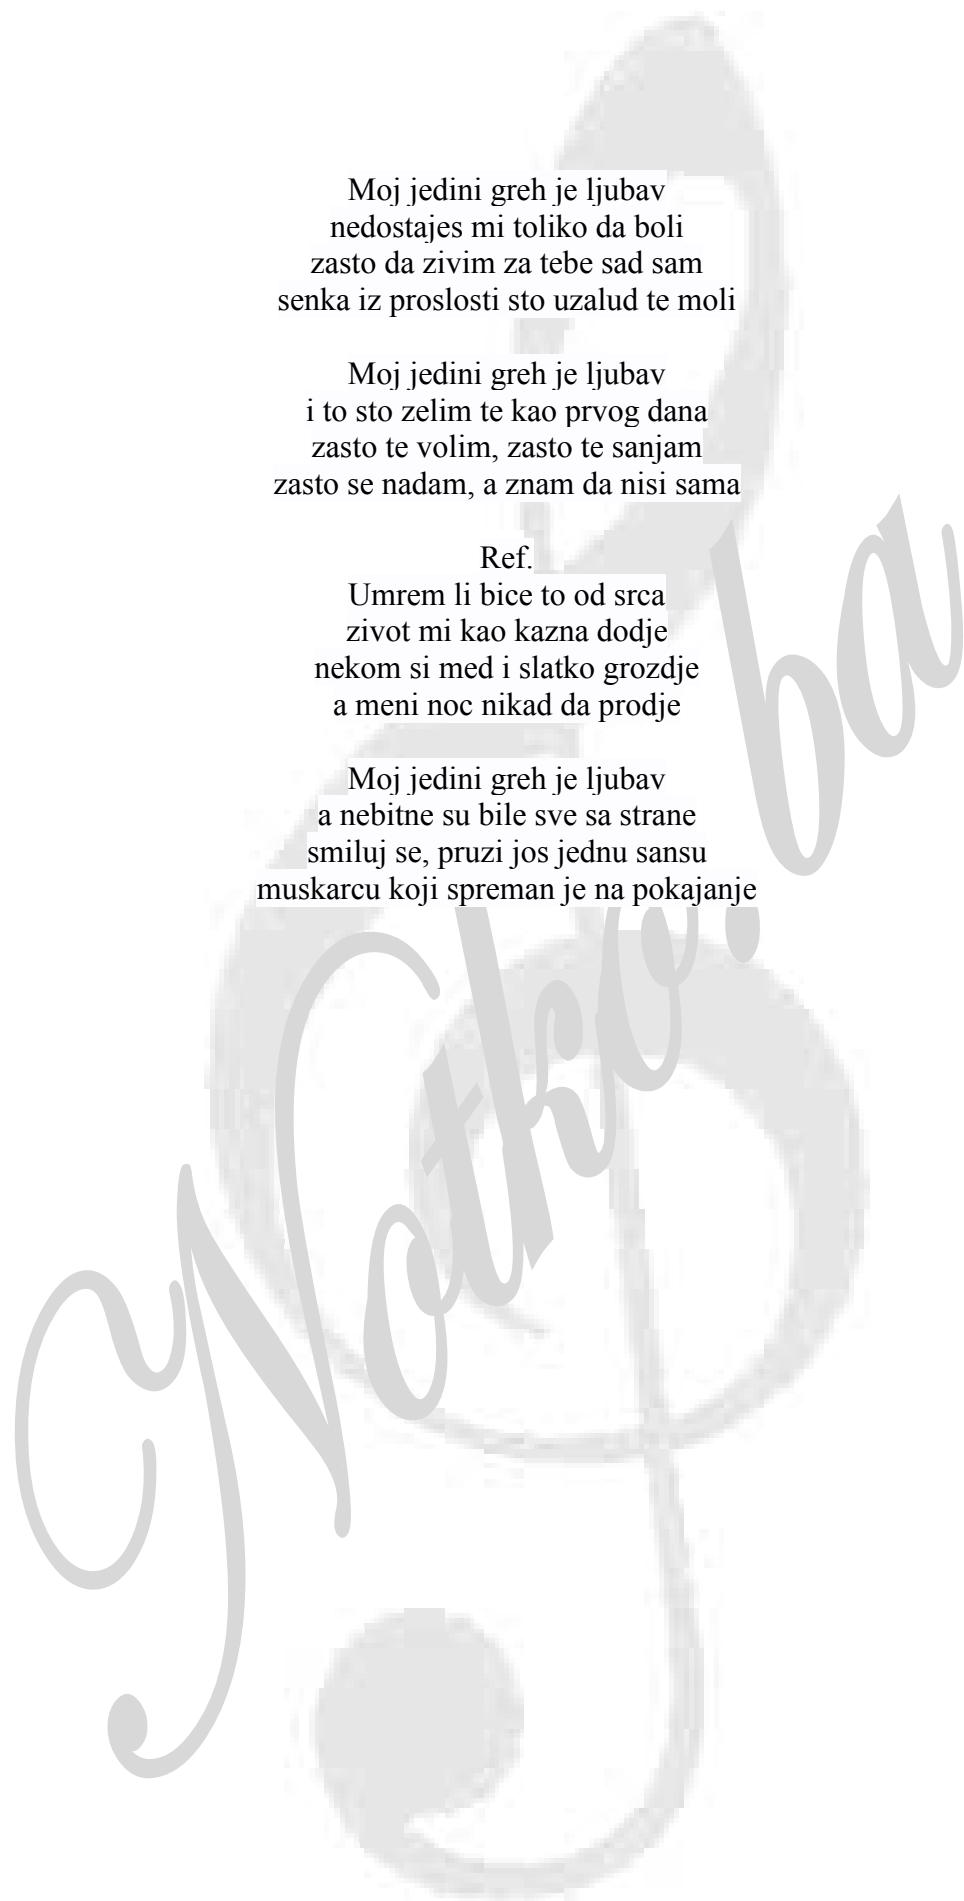 Moj jedini greh je ljubav
nedostajes mi toliko da boli
zasto da zivim za tebe sad sam
senka iz proslosti sto uzalud te moli
Moj jedini greh je ljubav
i to sto zelim te kao prvog dana
zasto te volim, zasto te sanjam
zasto se nadam, a znam da nisi sama
Ref.
Umrem li bice to od srca
zivot mi kao kazna dodje
nekom si med i slatko grozdje
a meni noc nikad da prodje
Moj jedini greh je ljubav
a nebitne su bile sve sa strane
smiluj se, pruzi jos jednu sansu
muskarcu koji spreman je na pokajanje
Notko.ba